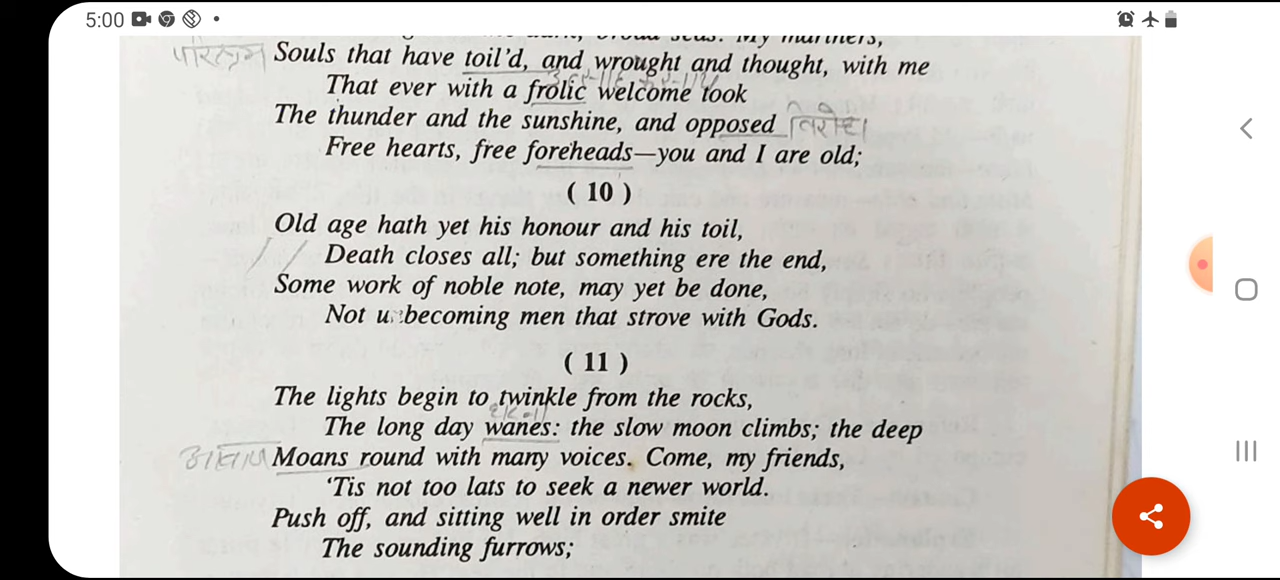 5:00
Souls that have toil'd, and wrought and thought, with me
That ever with a frolic welcome took
The thunder and the sunshine, and opposed
Free hearts, free foreheads—you and I are old;
( 10 )
Old age hath yet his honour and his toil,
Death closes all; but something ere the end,
Some work of noble note, may yet be done,
Not unbecoming men that strove with Gods.
( 11 )
The lights begin to twinkle from the rocks,
The long day wanes: the slow moon climbs; the deep
Moans round with many voices. Come, my friends,
'Tis not too lats to seek a newer world.
Push off, and sitting well in order smite
The sounding furrows;